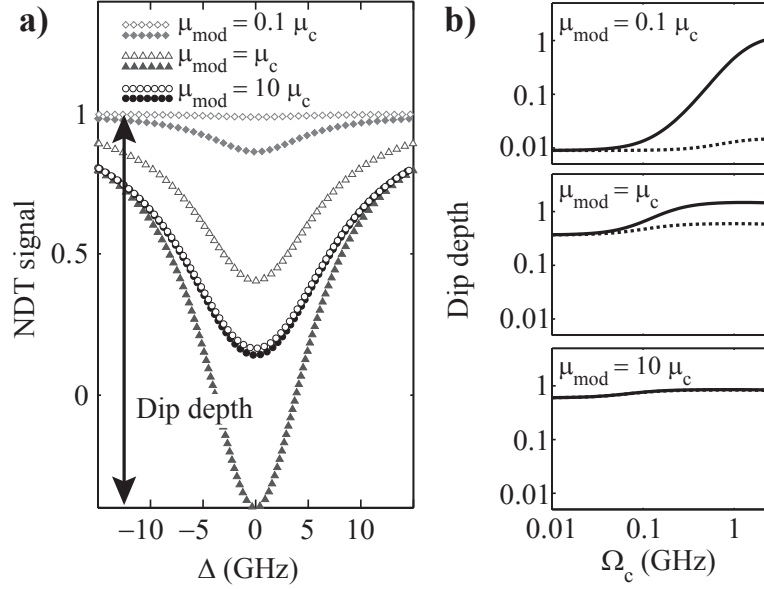 a)
μmod = 0.1 μc
μmod = μc
μmod = 10 μc
1
0.5
0
NDT signal
Dip depth
−10 −5 0 5 10 15
Δ (GHz)
b)
μmod = 0.1 μc
1
0.1
0.01
μmod = μc
1
0.1
0.01
μmod = 10 μc
1
0.1
0.01
Dip depth
0.01 0.1 1
Ωc (GHz)